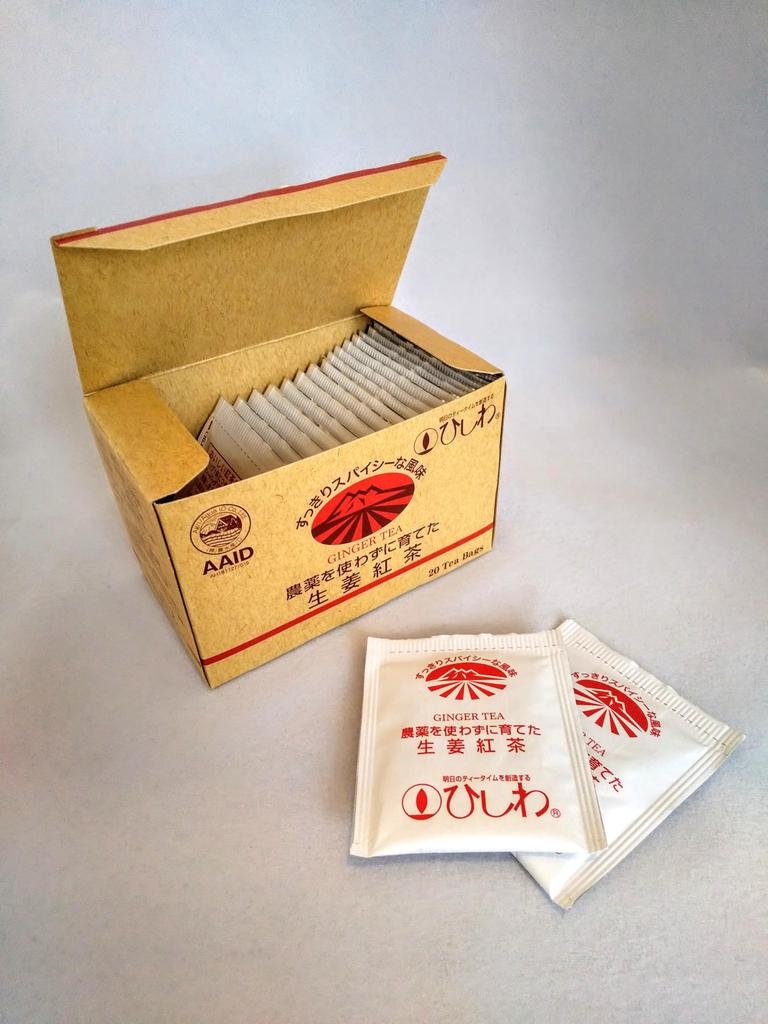 明日のティータイムを創造する
ひしわ®
すっきりスパイシーな風味
GINGER TEA
農薬を使わずに育てた
生姜紅茶
20 Tea Bags
AAID
すっきりスパイシーな風味
GINGER TEA
農薬を使わずに育てた
生姜紅茶
明日のティータイムを創造する
ひしわ®
すっきりスパイシーな風味
TEA
育てた